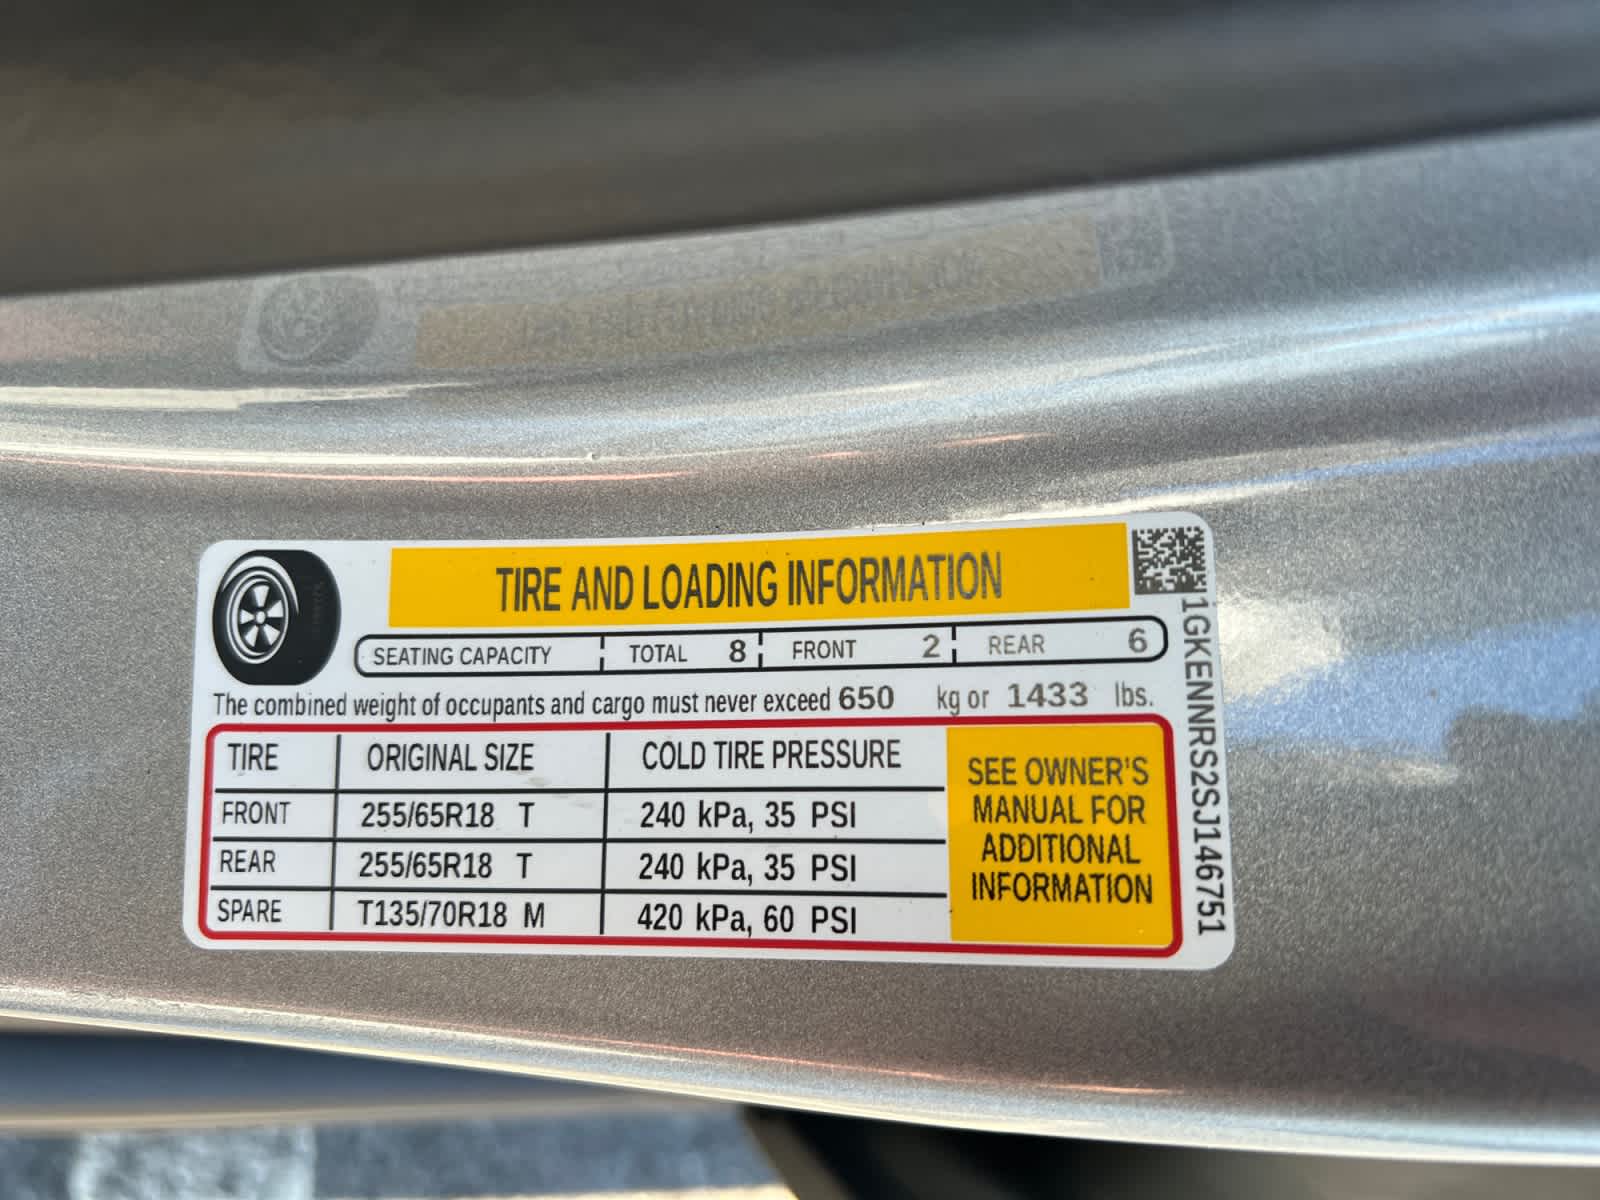 TIRE AND LOADING INFORMATION
SEATING CAPACITY TOTAL 8 FRONT 2 REAR 6
The combined weight of occupants and cargo must never exceed 650 kg or 1433 lbs.
TIRE ORIGINAL SIZE COLD TIRE PRESSURE
FRONT 255/65R18 T 240 kPa, 35 PSI
REAR 255/65R18 T 240 kPa, 35 PSI
SPARE T135/70R18 M 420 kPa, 60 PSI
SEE OWNER'S
MANUAL FOR
ADDITIONAL
INFORMATION
1GKENNRS2SJ146751